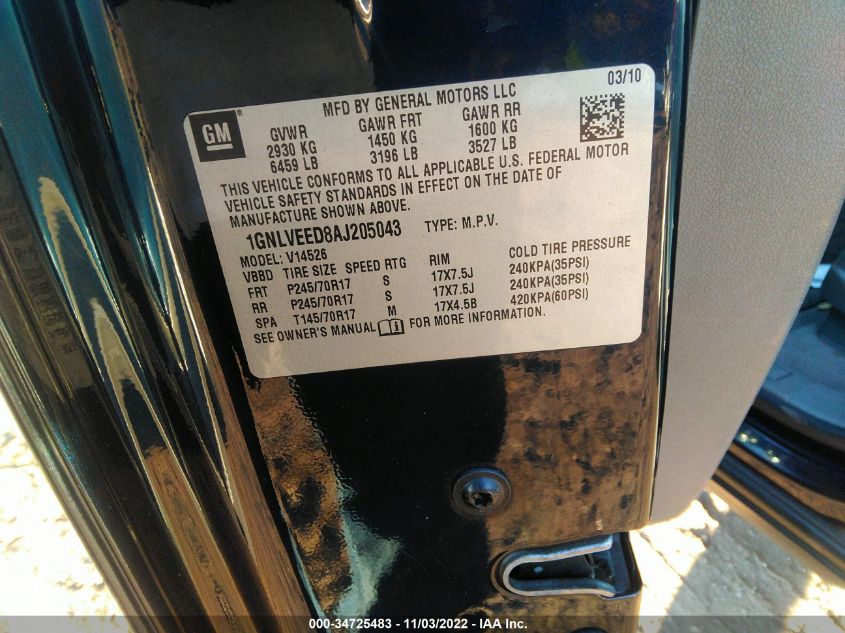 03/10
MFD BY GENERAL MOTORS LLC
GM
GVWR GAWR FRT GAWR RR
2930 KG 1450 KG 1600 KG
6459 LB 3196 LB 3527 LB
THIS VEHICLE CONFORMS TO ALL APPLICABLE U.S. FEDERAL MOTOR
VEHICLE SAFETY STANDARDS IN EFFECT ON THE DATE OF
MANUFACTURE SHOWN ABOVE.
1GNLVEED8AJ205043 TYPE: M.P.V.
MODEL: V14526
VBBD TIRE SIZE SPEED RTG RIM COLD TIRE PRESSURE
FRT P245/70R17 S 17X7.5J 240KPA(35PSI)
RR P245/70R17 S 17X7.5J 240KPA(35PSI)
SPA T145/70R17 M 17X4.5B 420KPA(60PSI)
SEE OWNER'S MANUAL FOR MORE INFORMATION.
000-34725483 - 11/03/2022 - IAA Inc.